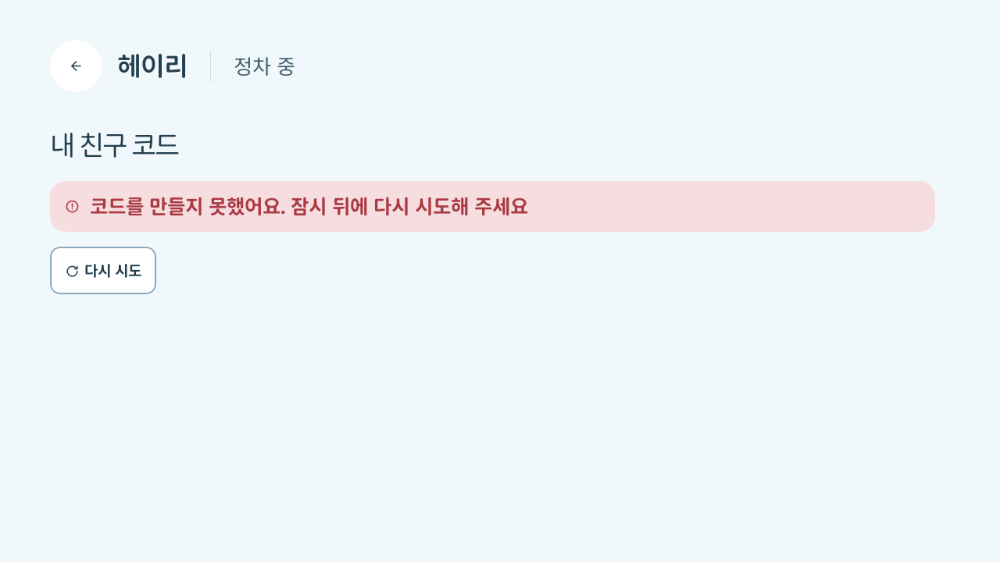 헤이리
정차 중
내 친구 코드
코드를 만들지 못했어요. 잠시 뒤에 다시 시도해 주세요
다시 시도